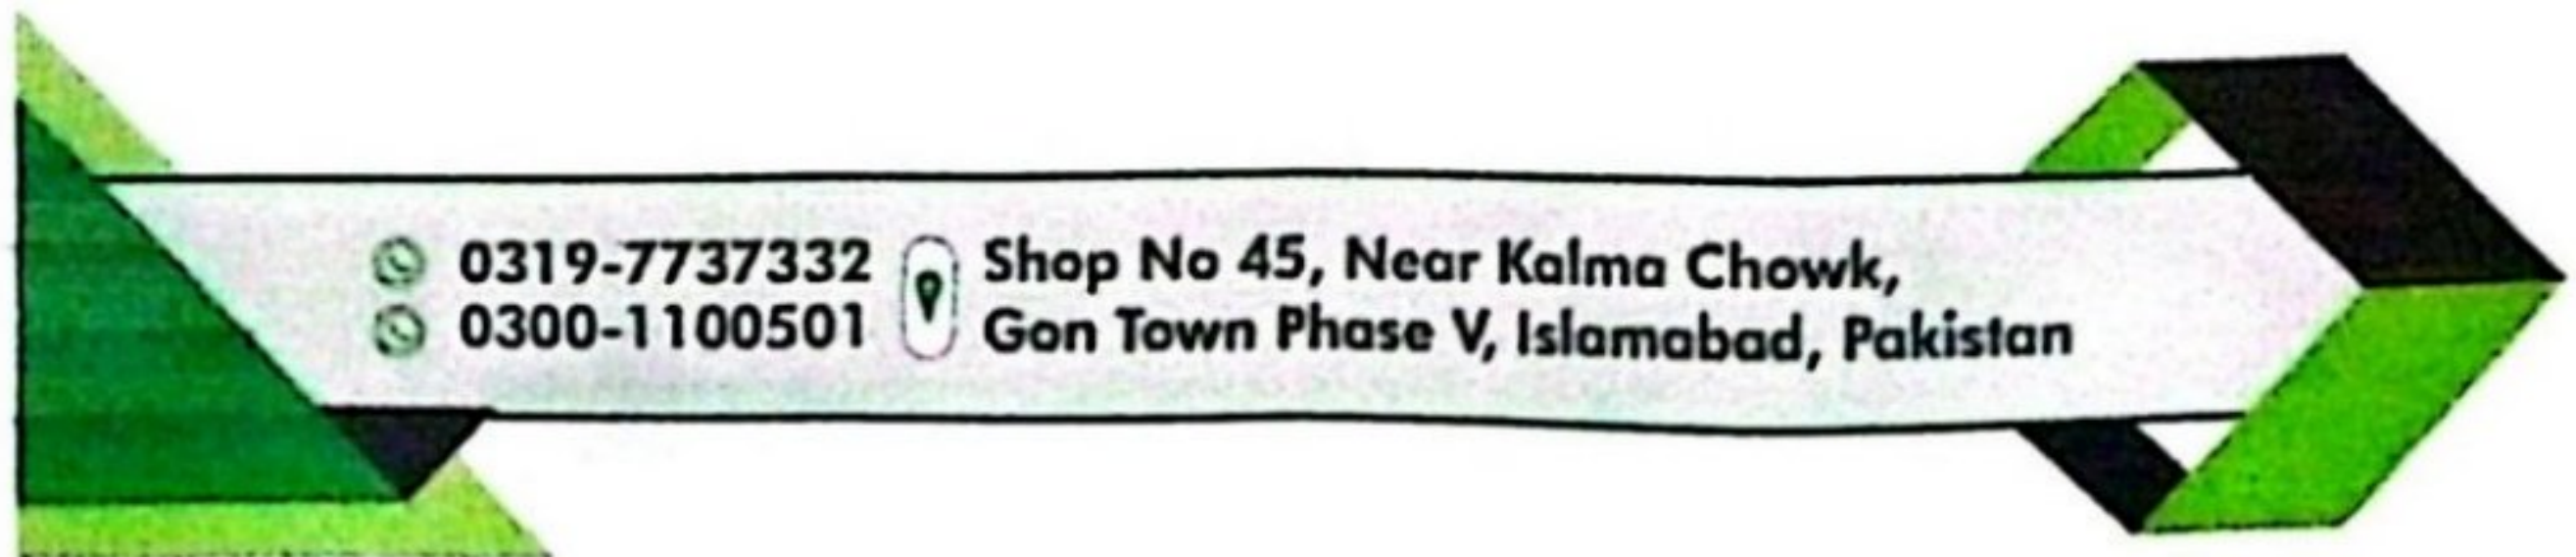 0319-7737332
0300-1100501
Shop No 45, Near Kalma Chowk,
Gon Town Phase V, Islamabad, Pakistan